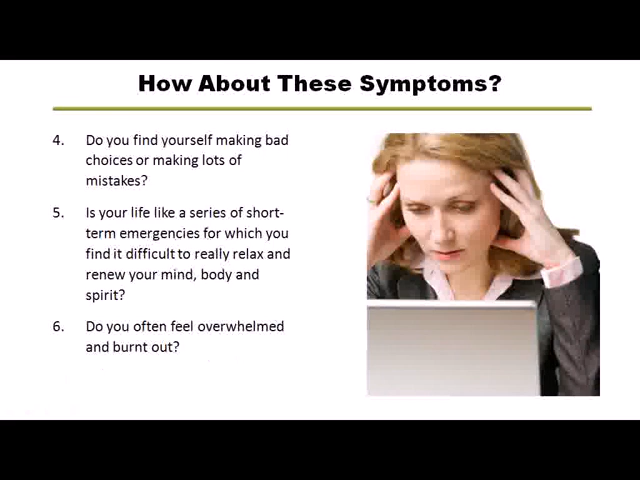 How About These Symptoms?
4. Do you find yourself making bad
choices or making lots of
mistakes?
5. Is your life like a series of short-
term emergencies for which you
find it difficult to really relax and
renew your mind, body and
spirit?
6. Do you often feel overwhelmed
and burnt out?